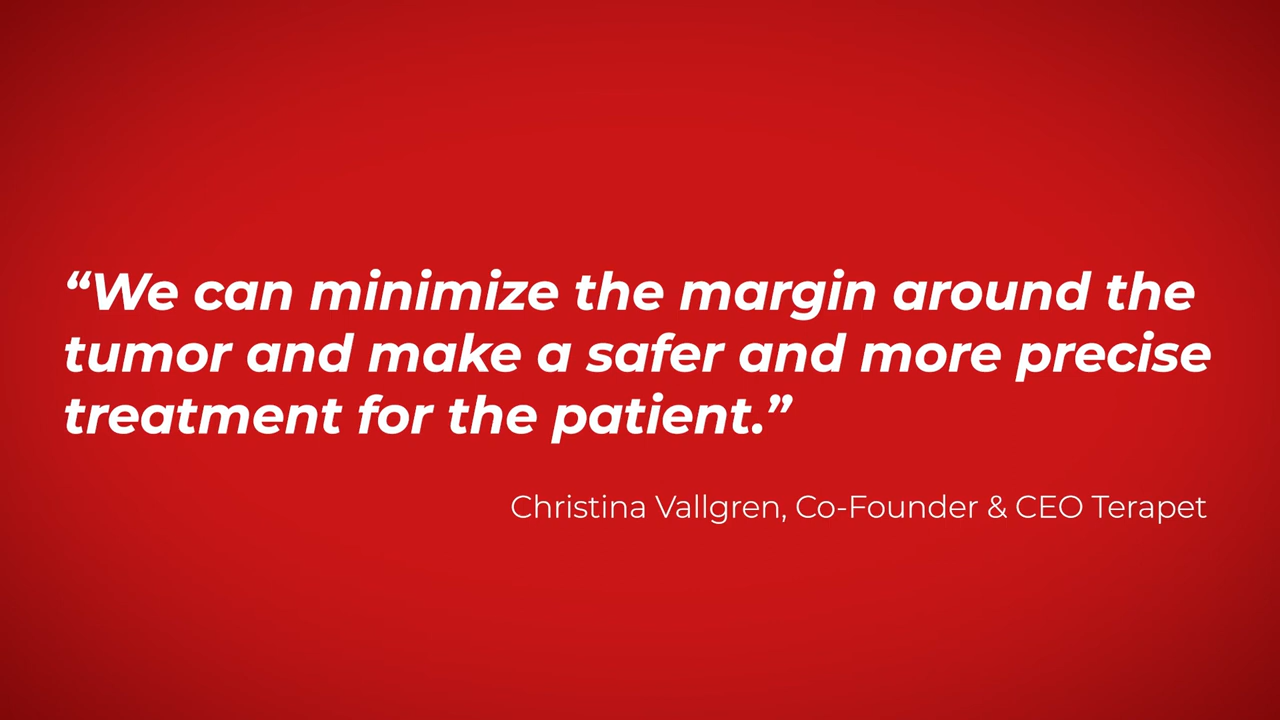 “We can minimize the margin around the
tumor and make a safer and more precise
treatment for the patient.”
Christina Vallgren, Co-Founder & CEO Terapet